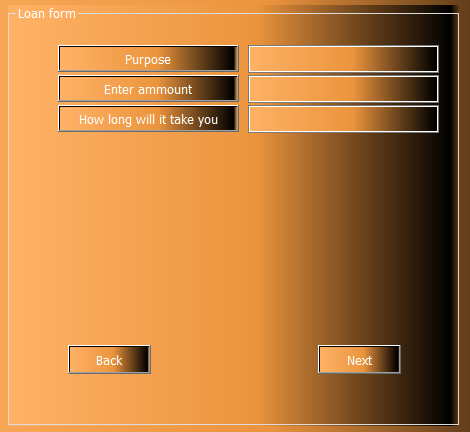 Loan form
Purpose
Enter ammount
How long will it take you
Back
Next